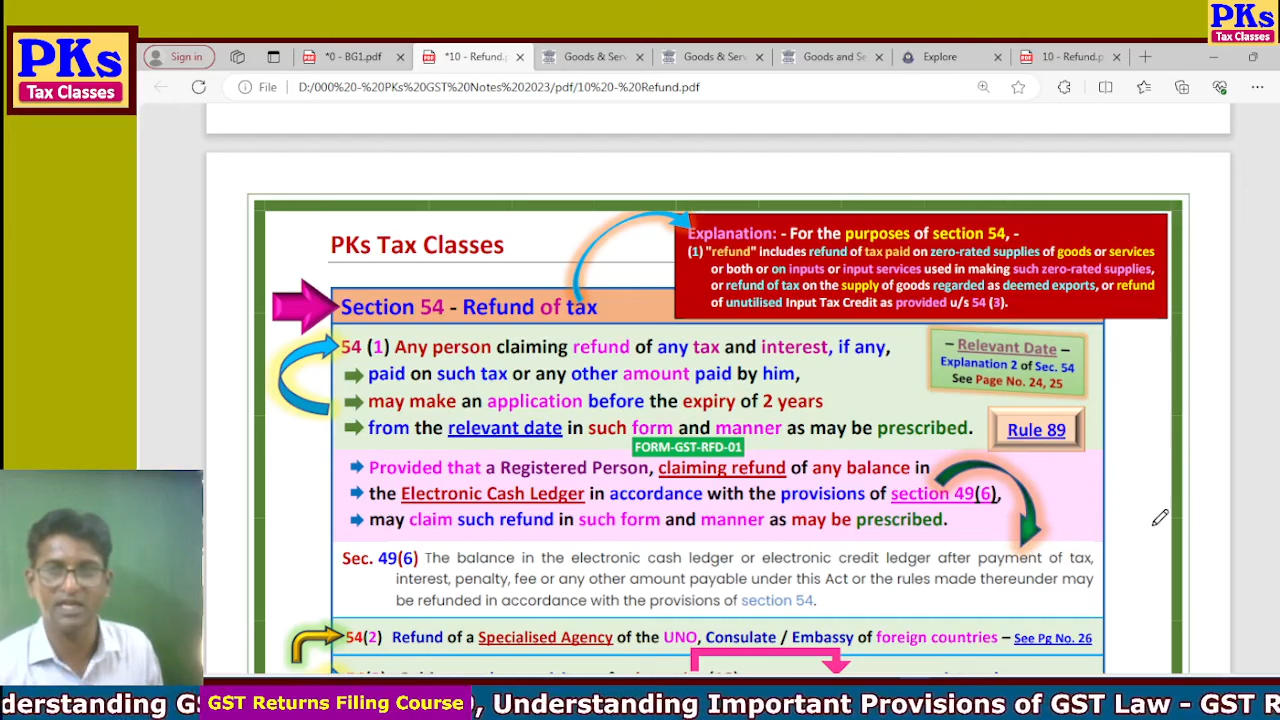 PKs
Tax Classes
PKs
Tax Classes
Sign in
*0 - BG1.pdf
*10 - Refund.p
Goods & Serv
Goods & Serv
Goods and Se
Explore
10 - Refund.p
File
D:/000%20-%20PKs%20GST%20Notes%202023/pdf/10%20-%20Refund.pdf
PKs Tax Classes
Explanation: - For the purposes of section 54, -
(1) "refund" includes refund of tax paid on zero-rated supplies of goods or services
or both or on inputs or input services used in making such zero-rated supplies,
or refund of tax on the supply of goods regarded as deemed exports, or refund
of unutilised Input Tax Credit as provided u/s 54 (3).
Section 54 - Refund of tax
54 (1) Any person claiming refund of any tax and interest, if any,
paid on such tax or any other amount paid by him,
may make an application before the expiry of 2 years
from the relevant date in such form and manner as may be prescribed.
– Relevant Date –
Explanation 2 of Sec. 54
See Page No. 24, 25
Rule 89
FORM-GST-RFD-01
Provided that a Registered Person, claiming refund of any balance in
the Electronic Cash Ledger in accordance with the provisions of section 49(6),
may claim such refund in such form and manner as may be prescribed.
Sec. 49(6) The balance in the electronic cash ledger or electronic credit ledger after payment of tax,
interest, penalty, fee or any other amount payable under this Act or the rules made thereunder may
be refunded in accordance with the provisions of section 54.
54(2) Refund of a Specialised Agency of the UNO, Consulate / Embassy of foreign countries – See Pg No. 26
derstanding GS
GST Returns Filing Course
, Understanding Important Provisions of GST Law - GST R